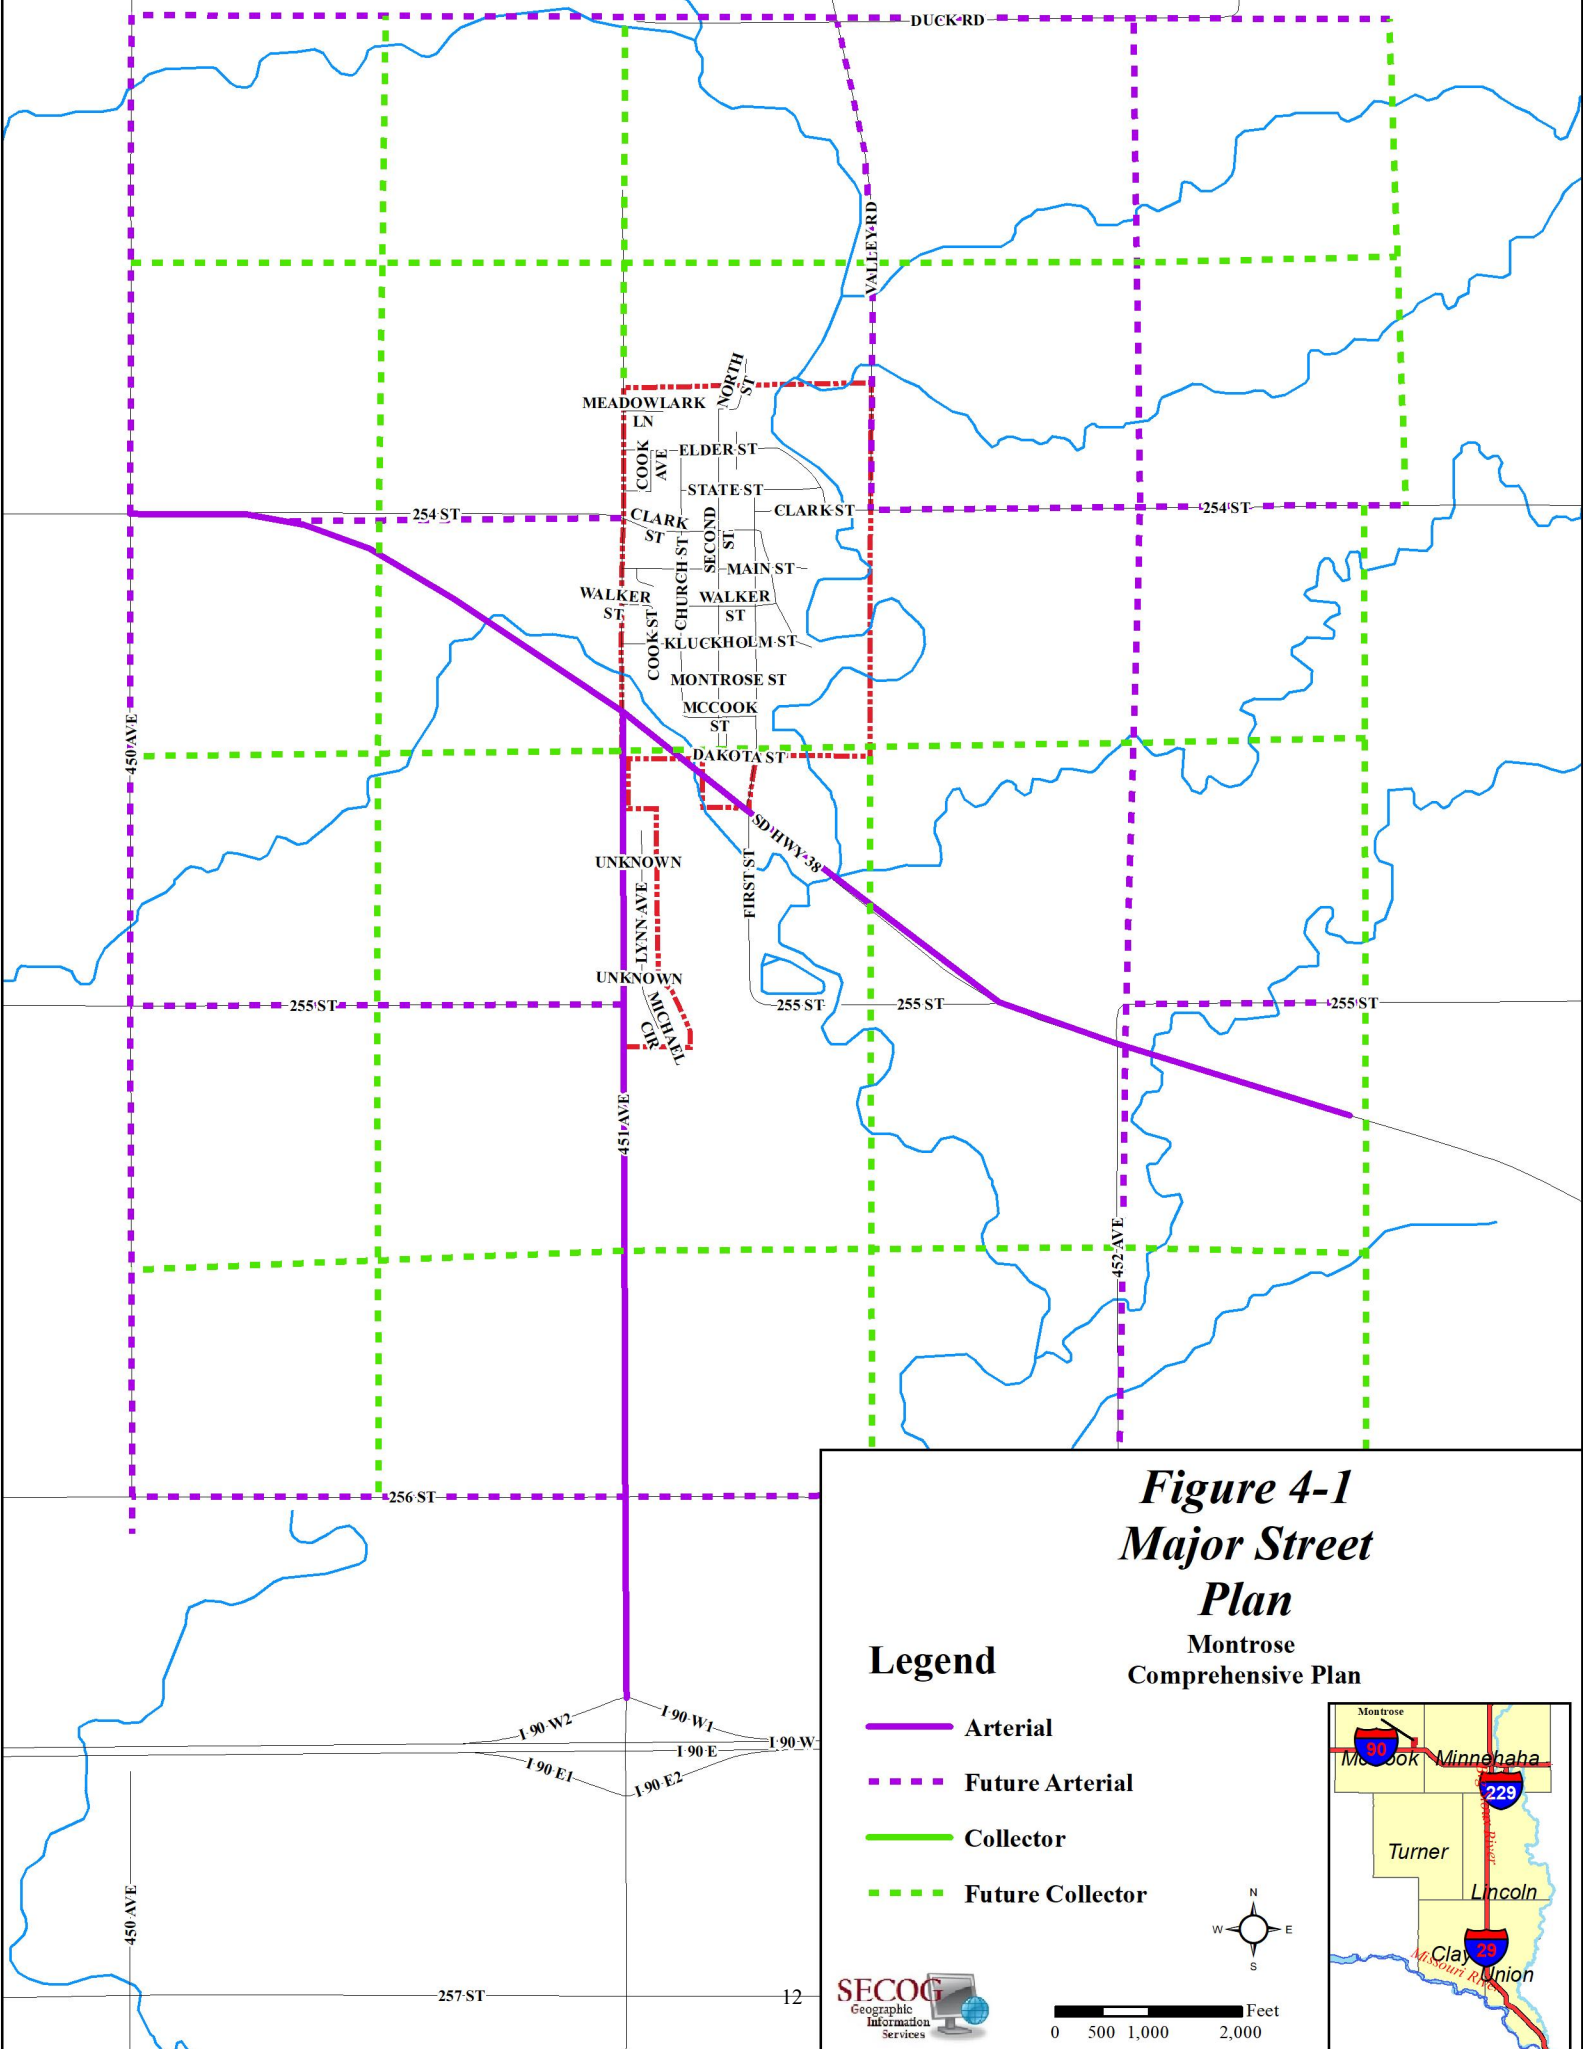 DUCK RD
VALLEY RD
NORTH
ST
MEADOWLARK
LN
COOK
AVE
ELDER ST
STATE ST
CLARK ST
254 ST
CLARK
ST
254 ST
SECOND
ST
CHURCH ST
MAIN ST
WALKER
ST
WALKER
ST
COOK ST
KLUCKHOLM ST
MONTROSE ST
MCCOOK
ST
450 AVE
DAKOTA ST
SD HWY 38
UNKNOWN
FIRST ST
LYNN AVE
UNKNOWN
MICHAEL
CIR
255 ST
255 ST
255 ST
255 ST
451 AVE
452 AVE
256 ST
I 90 W2
I 90 W1
I 90 W
I 90 E
I 90 E1
I 90 E2
450 AVE
257 ST
12
Figure 4-1
Major Street
Plan
Montrose
Comprehensive Plan
Legend
Arterial
Future Arterial
Collector
Future Collector
N
W E
S
SECOG
Geographic
Information
Services
Feet
0 500 1,000 2,000
Montrose
90
Minnehaha
229
Turner
Lincoln
29
Clay
Union
Missouri River